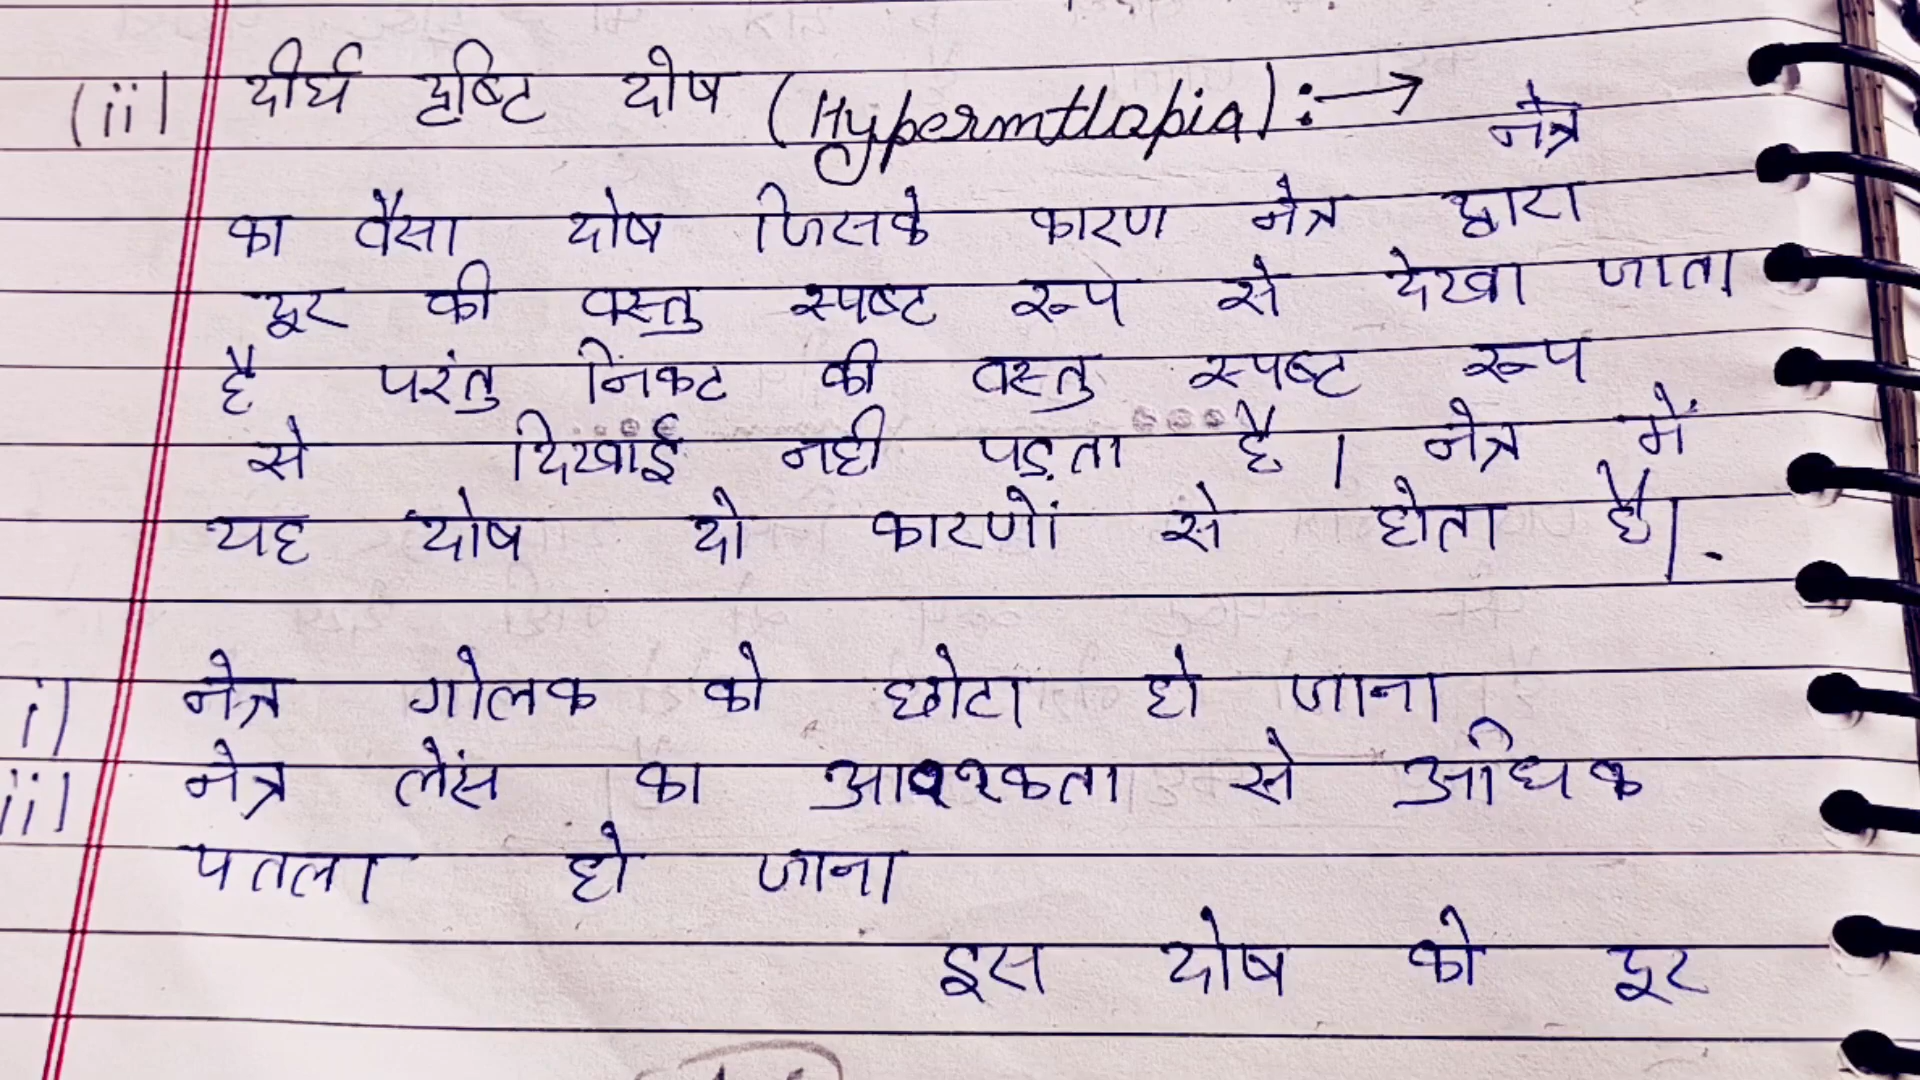 (ii) दीर्घ दृष्टि दोष (Hypermtlopia) :→ नेत्र
का वैसा दोष जिसके कारण नेत्र द्वारा
दूर की वस्तु स्पष्ट रूप से देखा जाता
है परंतु निकट की वस्तु स्पष्ट रूप
से दिखाई नही पड़ता है। नेत्र में
यह दोष दो कारणों से होता है।.
i) नेत्र गोलक को छोटा हो जाना
ii) नेत्र लेंस का आवश्कता से अधिक
पतला हो जाना
इस दोष को दूर